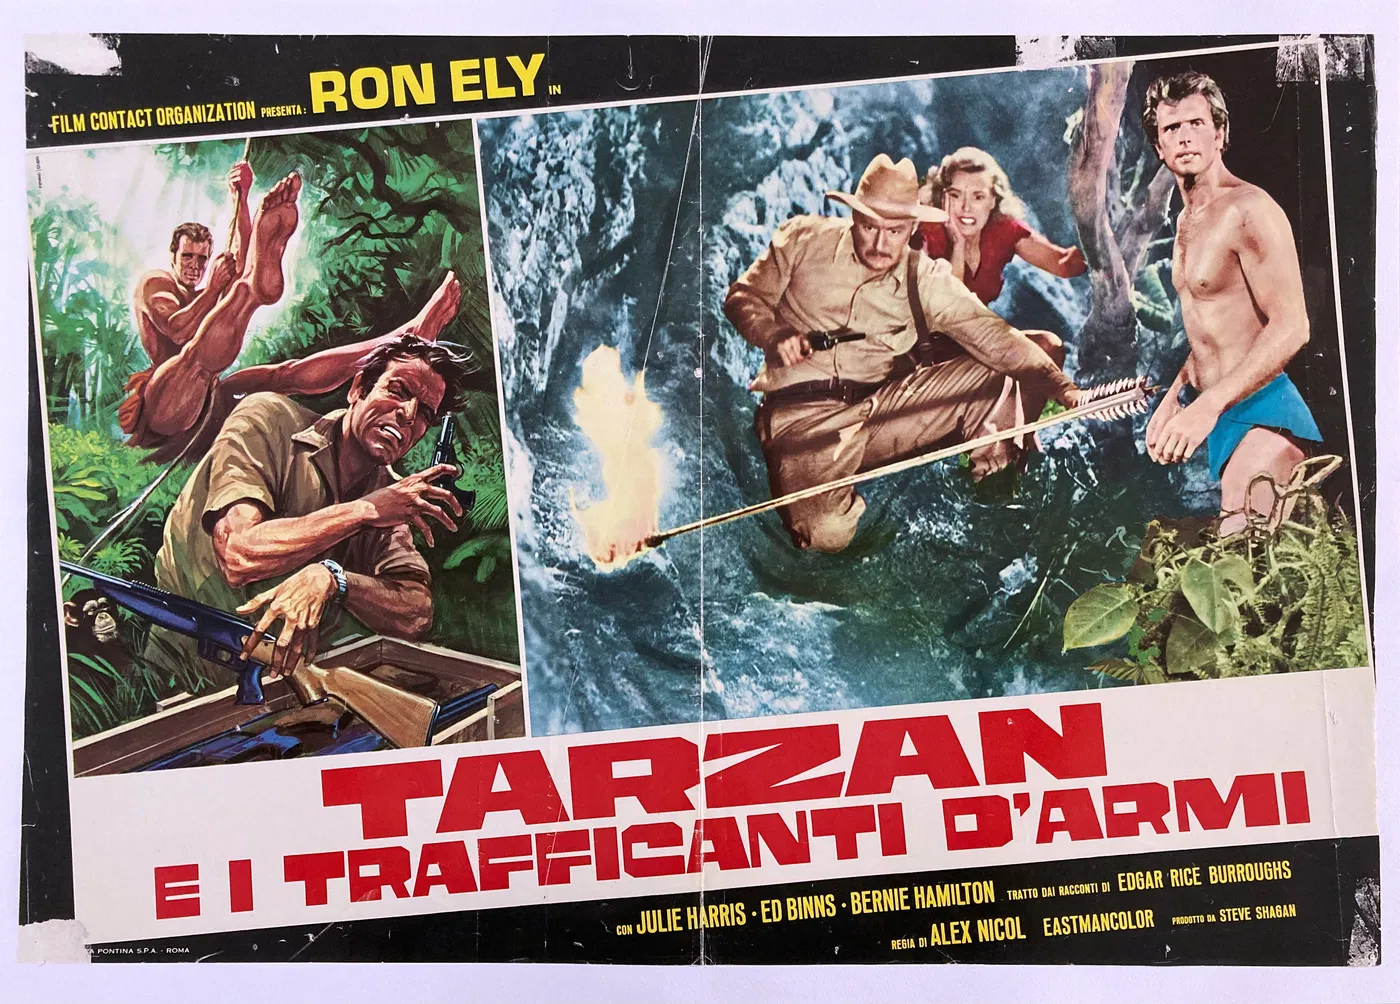 FILM CONTACT ORGANIZATION PRESENTA: RON ELY IN
TARZAN
E I TRAFFICANTI D'ARMI
CON JULIE HARRIS · ED BINNS · BERNIE HAMILTON TRATTO DAI RACCONTI DI EDGAR RICE BURROUGHS
REGIA DI ALEX NICOL EASTMANCOLOR PRODOTTO DA STEVE SHAGAN
PONTINA S.P.A. - ROMA